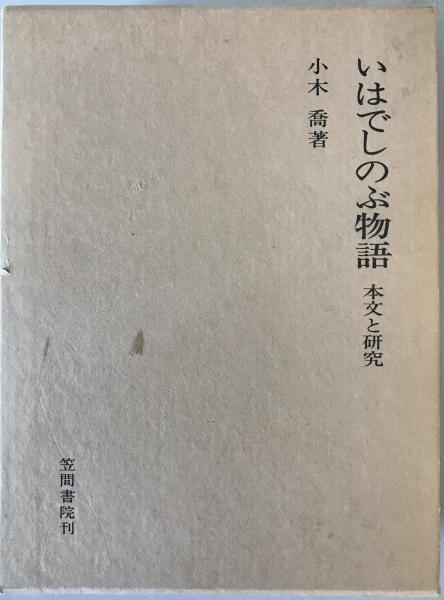 いはでしのぶ物語 本文と研究
小木 喬著
笠間書院刊